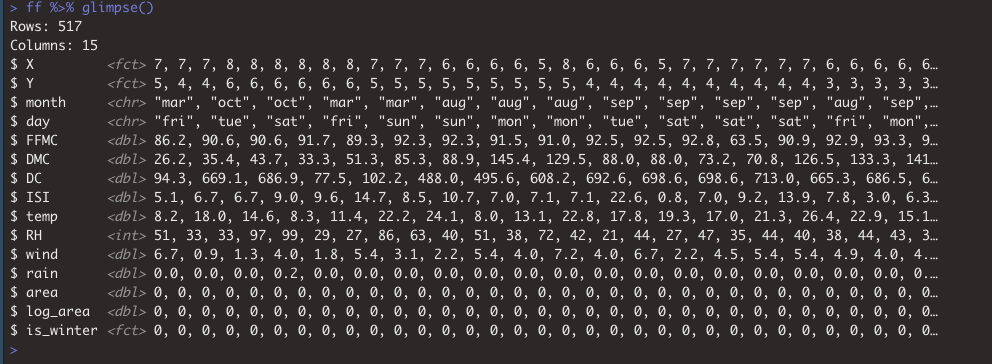 > ff %>% glimpse()
Rows: 517
Columns: 15
$ X         <fct> 7, 7, 7, 8, 8, 8, 8, 8, 8, 7, 7, 7, 6, 6, 6, 6, 5, 8, 6, 6, 6, 5, 7, 7, 7, 7, 7, 7, 6, 6, 6, 6, 6…
$ Y         <fct> 5, 4, 4, 6, 6, 6, 6, 6, 6, 5, 5, 5, 5, 5, 5, 5, 5, 5, 4, 4, 4, 4, 4, 4, 4, 4, 4, 4, 3, 3, 3, 3, 3…
$ month     <chr> "mar", "oct", "oct", "mar", "mar", "aug", "aug", "aug", "sep", "sep", "sep", "sep", "aug", "sep",…
$ day       <chr> "fri", "tue", "sat", "fri", "sun", "sun", "mon", "mon", "tue", "sat", "sat", "sat", "fri", "mon",…
$ FFMC      <dbl> 86.2, 90.6, 90.6, 91.7, 89.3, 92.3, 92.3, 91.5, 91.0, 92.5, 92.5, 92.8, 63.5, 90.9, 92.9, 93.3, 9…
$ DMC       <dbl> 26.2, 35.4, 43.7, 33.3, 51.3, 85.3, 88.9, 145.4, 129.5, 88.0, 88.0, 73.2, 70.8, 126.5, 133.3, 141…
$ DC        <dbl> 94.3, 669.1, 686.9, 77.5, 102.2, 488.0, 495.6, 608.2, 692.6, 698.6, 698.6, 713.0, 665.3, 686.5, 6…
$ ISI       <dbl> 5.1, 6.7, 6.7, 9.0, 9.6, 14.7, 8.5, 10.7, 7.0, 7.1, 7.1, 22.6, 0.8, 7.0, 9.2, 13.9, 7.8, 3.0, 6.3…
$ temp      <dbl> 8.2, 18.0, 14.6, 8.3, 11.4, 22.2, 24.1, 8.0, 13.1, 22.8, 17.8, 19.3, 17.0, 21.3, 26.4, 22.9, 15.1…
$ RH        <int> 51, 33, 33, 97, 99, 29, 27, 86, 63, 40, 51, 38, 72, 42, 21, 44, 27, 47, 35, 44, 40, 38, 44, 43, 3…
$ wind      <dbl> 6.7, 0.9, 1.3, 4.0, 1.8, 5.4, 3.1, 2.2, 5.4, 4.0, 7.2, 4.0, 6.7, 2.2, 4.5, 5.4, 5.4, 4.9, 4.0, 4.…
$ rain      <dbl> 0.0, 0.0, 0.0, 0.2, 0.0, 0.0, 0.0, 0.0, 0.0, 0.0, 0.0, 0.0, 0.0, 0.0, 0.0, 0.0, 0.0, 0.0, 0.0, 0.…
$ area      <dbl> 0, 0, 0, 0, 0, 0, 0, 0, 0, 0, 0, 0, 0, 0, 0, 0, 0, 0, 0, 0, 0, 0, 0, 0, 0, 0, 0, 0, 0, 0, 0, 0, 0…
$ log_area  <dbl> 0, 0, 0, 0, 0, 0, 0, 0, 0, 0, 0, 0, 0, 0, 0, 0, 0, 0, 0, 0, 0, 0, 0, 0, 0, 0, 0, 0, 0, 0, 0, 0, 0…
$ is_winter <fct> 0, 0, 0, 0, 0, 0, 0, 0, 0, 0, 0, 0, 0, 0, 0, 0, 0, 0, 0, 0, 0, 0, 0, 0, 0, 0, 0, 0, 0, 0, 0, 0, 0…
>